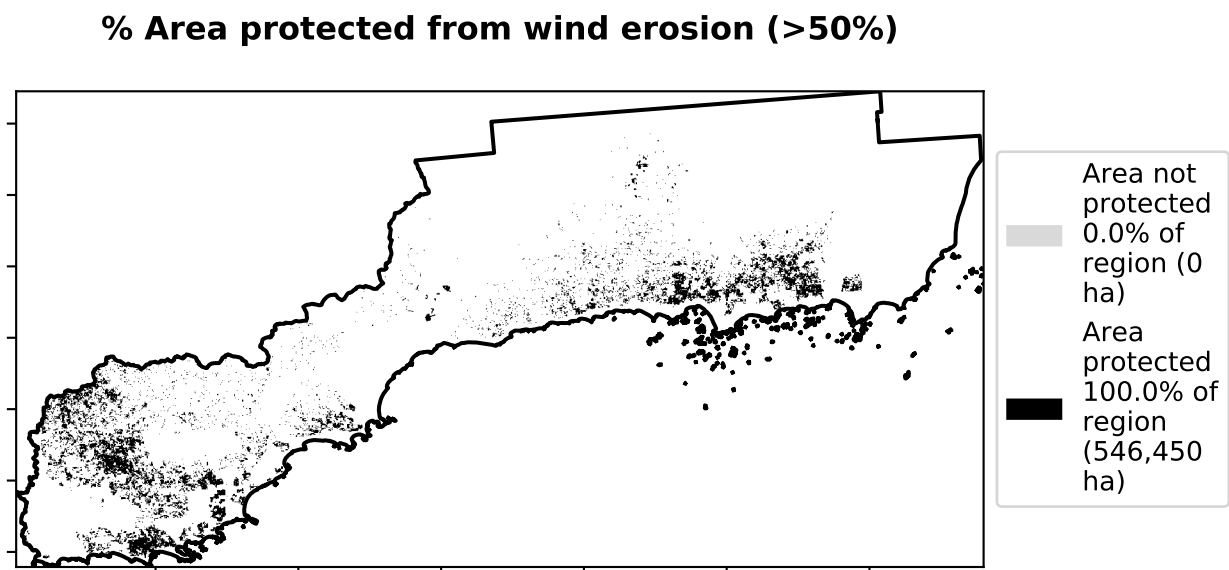 % Area protected from wind erosion (>50%)
Area not
protected
0.0% of
region (0
ha)
Area
protected
100.0% of
region
(546,450
ha)